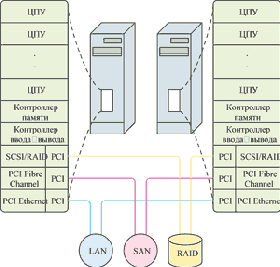 ЦПУ
ЦПУ
ЦПУ
Контроллер
памяти
Контроллер
ввода вывода
SCSI/RAID PCI
PCI Fibre
Channel PCI
PCI Ethernet PCI
ЦПУ
ЦПУ
ЦПУ
Контроллер
памяти
Контроллер
ввода вывода
PCI SCSI/RAID
PCI PCI Fibre
Channel
PCI PCI Ethernet
LAN
SAN
RAID